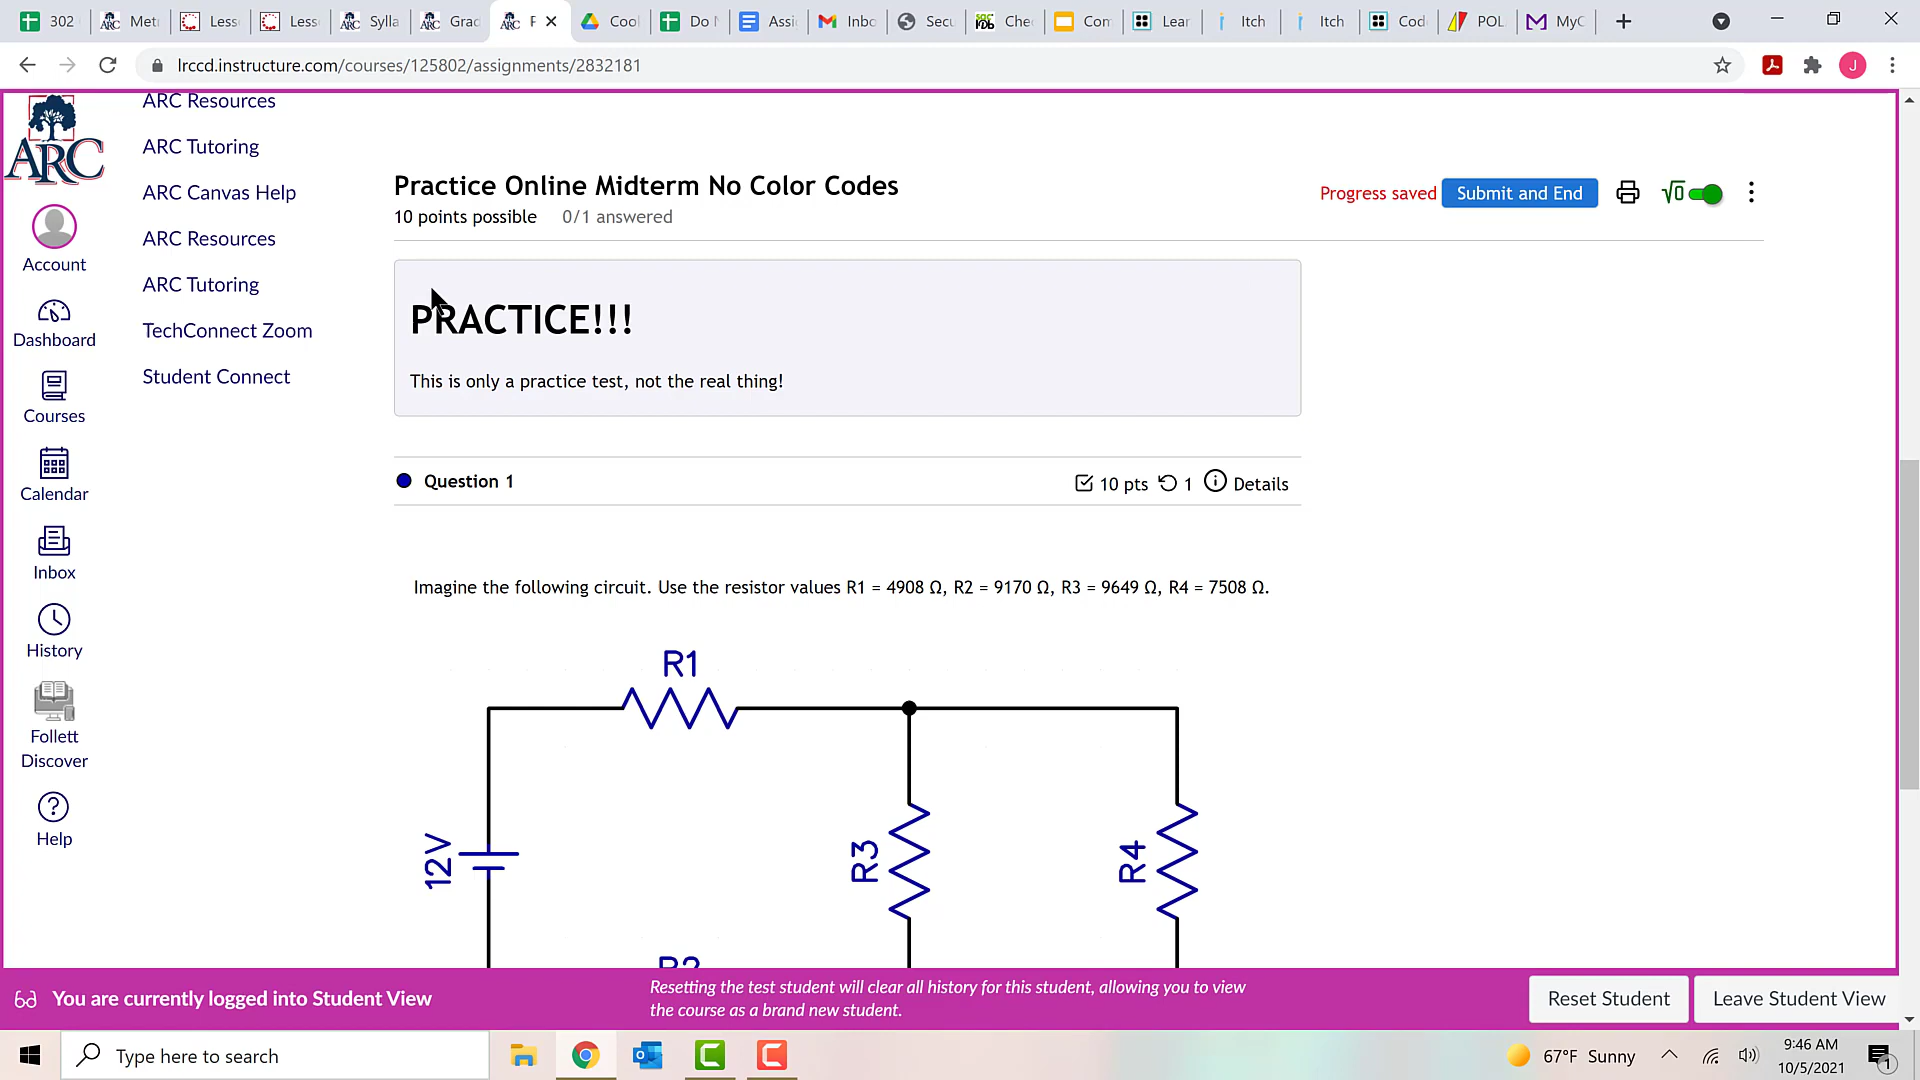 302
Met
Less
Less
Sylla
Grad
F
Cool
Do N
Assi
Inbo
Secu
Che
Con
Lear
Itch
Itch
Code
POL
MyC
lrccd.instructure.com/courses/125802/assignments/2832181
J
ARC
Account
Dashboard
Courses
Calendar
Inbox
History
Follett
Discover
Help
ARC Resources
ARC Tutoring
ARC Canvas Help
ARC Resources
ARC Tutoring
TechConnect Zoom
Student Connect
Practice Online Midterm No Color Codes
10 points possible 0/1 answered
Progress saved
Submit and End
√0
PRACTICE!!!
This is only a practice test, not the real thing!
Question 1
10 pts 1 Details
Imagine the following circuit. Use the resistor values R1 = 4908 Ω, R2 = 9170 Ω, R3 = 9649 Ω, R4 = 7508 Ω.
R1
12V
R3
R4
R2
You are currently logged into Student View
Resetting the test student will clear all history for this student, allowing you to view
the course as a brand new student.
Reset Student
Leave Student View
Type here to search
67°F Sunny
9:46 AM
10/5/2021
1